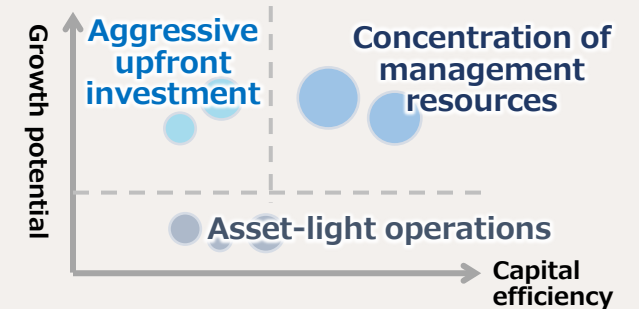 Growth potential
Aggressive
upfront
investment
Concentration of
management
resources
Asset-light operations
Capital
efficiency